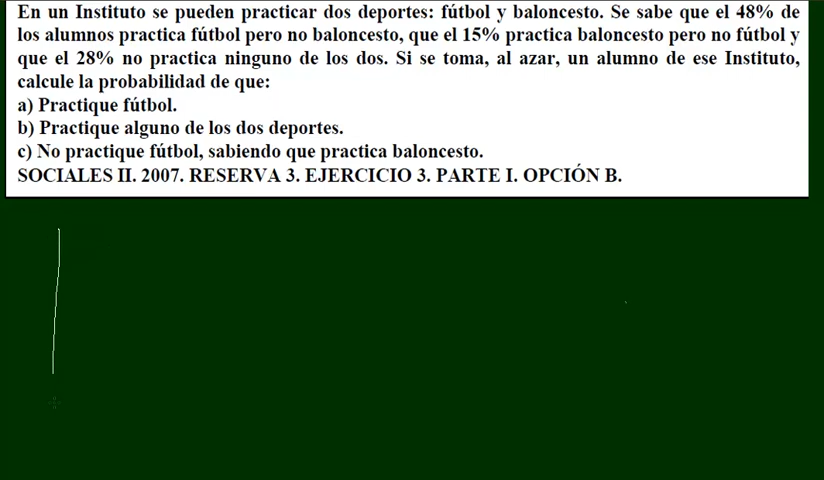 En un Instituto se pueden practicar dos deportes: fútbol y baloncesto. Se sabe que el 48% de
los alumnos practica fútbol pero no baloncesto, que el 15% practica baloncesto pero no fútbol y
que el 28% no practica ninguno de los dos. Si se toma, al azar, un alumno de ese Instituto,
calcule la probabilidad de que:
a) Practique fútbol.
b) Practique alguno de los dos deportes.
c) No practique fútbol, sabiendo que practica baloncesto.
SOCIALES II. 2007. RESERVA 3. EJERCICIO 3. PARTE I. OPCIÓN B.